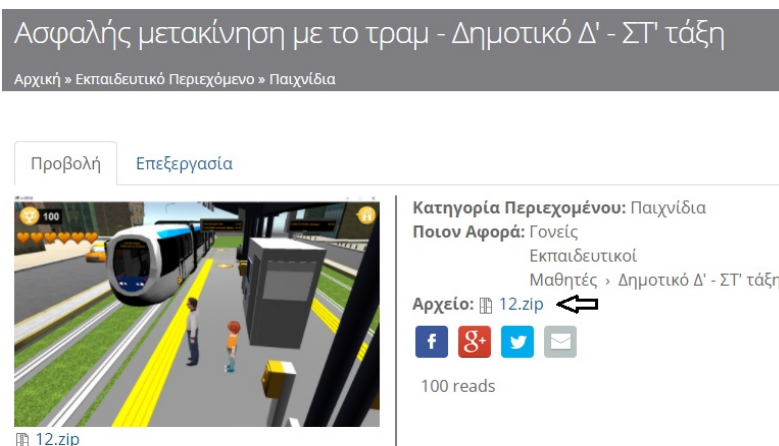 Ασφαλής μετακίνηση με το τραμ - Δημοτικό Δ' - ΣΤ' τάξη
Αρχική » Εκπαιδευτικό Περιεχόμενο » Παιχνίδια
Προβολή
Επεξεργασία
100
12.zip
Κατηγορία Περιεχομένου: Παιχνίδια
Ποιον Αφορά: Γονείς
Εκπαιδευτικοί
Μαθητές › Δημοτικό Δ' - ΣΤ' τάξη
Αρχείο: 12.zip
100 reads